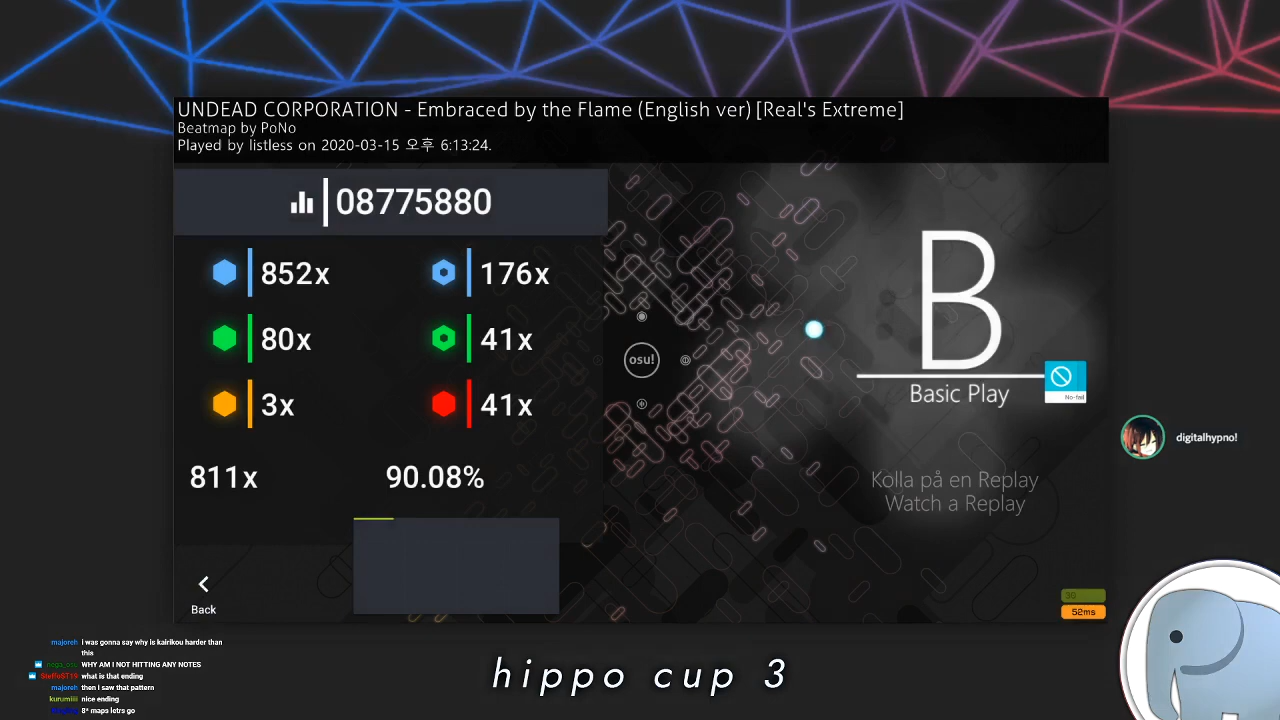 UNDEAD CORPORATION - Embraced by the Flame (English ver) [Real's Extreme]
Beatmap by PoNo
Played by listless on 2020-03-15 오후 6:13:24.
08775880
852x
176x
80x
41x
3x
41x
811x
90.08%
osu!
B
Basic Play
No-fail
digitalhypno!
Kolla på en Replay
Watch a Replay
Back
30
52ms
majoreh i was gonna say why is kairikou harder than
this
noga_osu WHY AM I NOT HITTING ANY NOTES
SteffeST19 what is that ending
majoreh then I saw that pattern
kurumiiii nice ending
8* maps letrs go
hippo cup 3